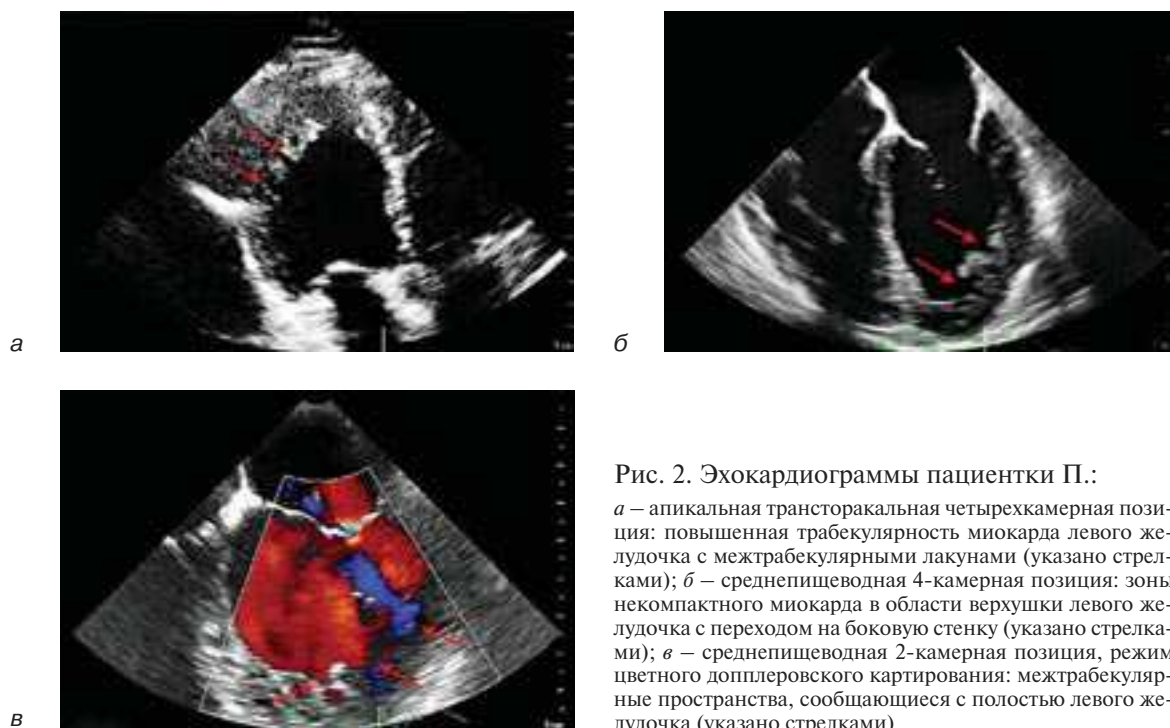 а
б
в
Рис. 2. Эхокардиограммы пациентки П.:
а – апикальная трансторакальная четырехкамерная пози-
ция: повышенная трабекулярность миокарда левого же-
лудочка с межтрабекулярными лакунами (указано стрел-
ками); б – среднепищеводная 4-камерная позиция: зоны
некомпактного миокарда в области верхушки левого же-
лудочка с переходом на боковую стенку (указано стрелка-
ми); в – среднепищеводная 2-камерная позиция, режим
цветного допплеровского картирования: межтрабекуляр-
ные пространства, сообщающиеся с полостью левого же-
лудочка (указано стрелками)